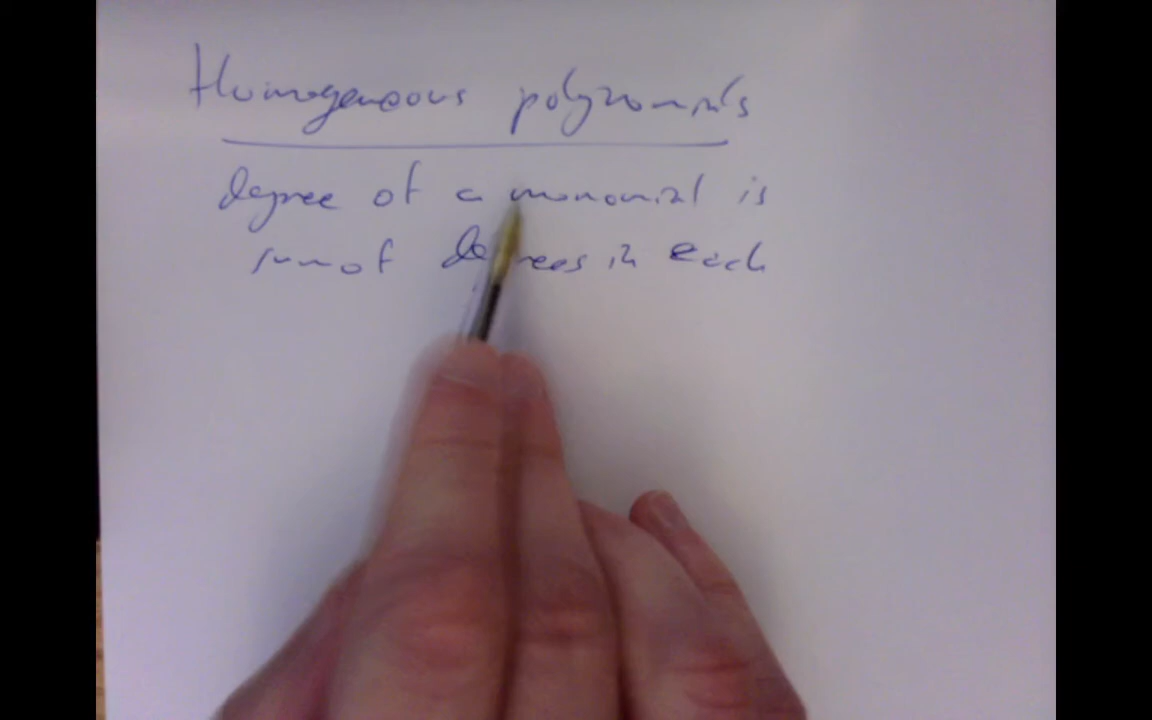 Homogeneous polynomials
degree of a monomial is
sum of degrees in each